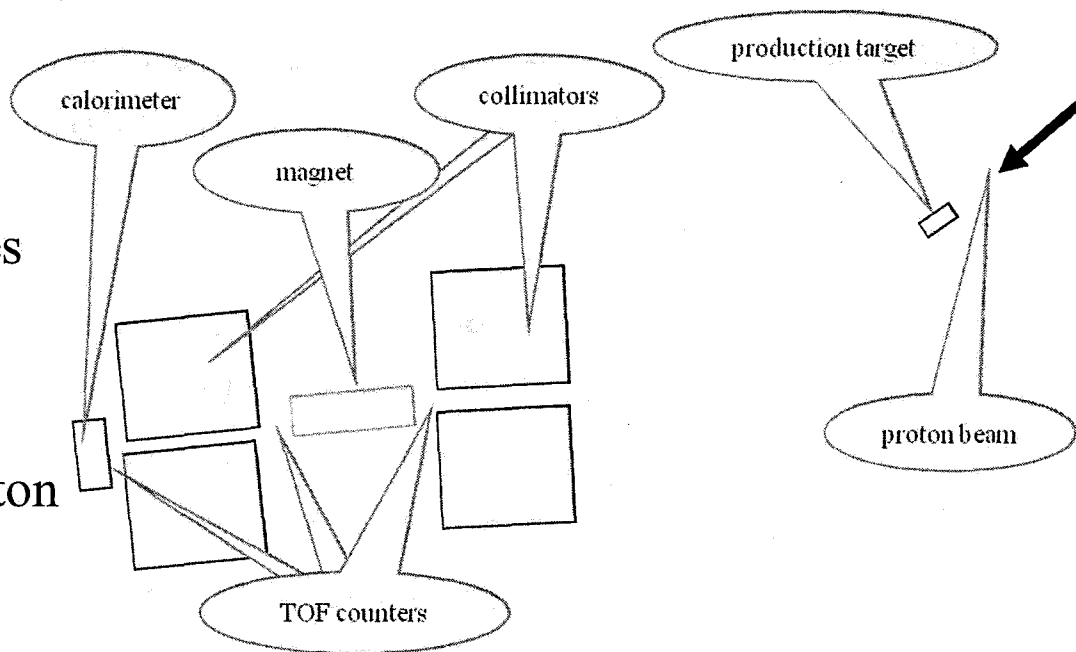 production target
calorimeter
collimators
magnet
proton beam
TOF counters